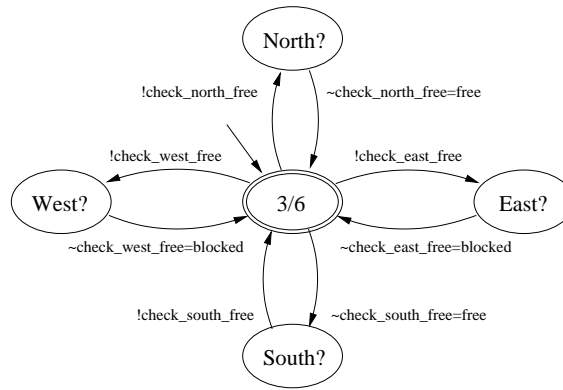 North?
!check_north_free
~check_north_free=free
!check_west_free
!check_east_free
West?
3/6
East?
~check_west_free=blocked
~check_east_free=blocked
!check_south_free
~check_south_free=free
South?